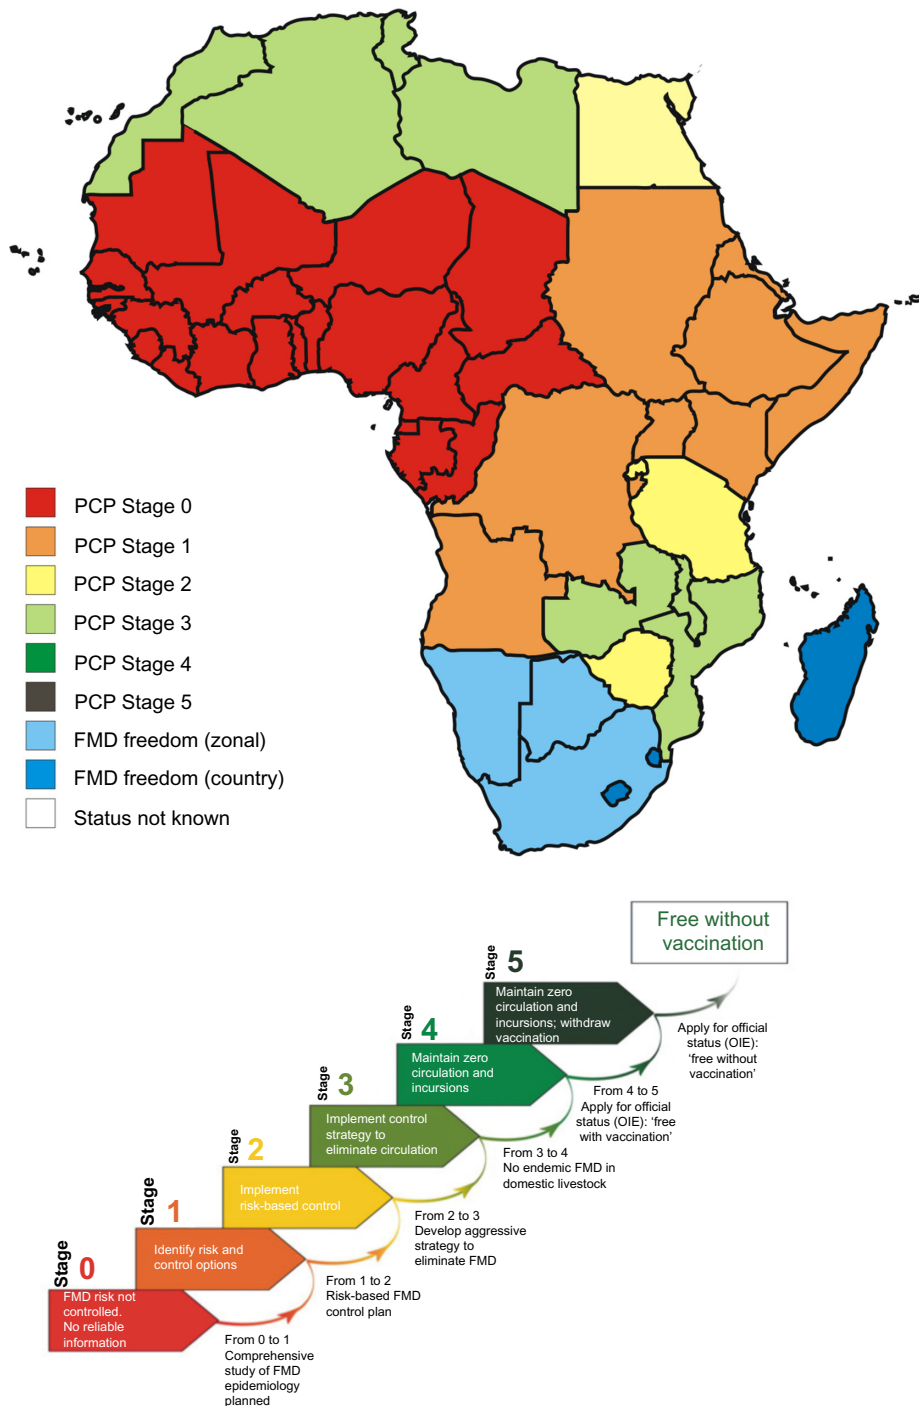 PCP Stage 0
PCP Stage 1
PCP Stage 2
PCP Stage 3
PCP Stage 4
PCP Stage 5
FMD freedom (zonal)
FMD freedom (country)
Status not known
Free without
vaccination
Stage
5
Maintain zero
circulation and
incursions; withdraw
vaccination
Apply for official
status (OIE):
‘free without
vaccination’
Stage
4
Maintain zero
circulation and
incursions
From 4 to 5
Apply for official
status (OIE): ‘free
with vaccination’
Stage
3
Implement control
strategy to
eliminate circulation
From 3 to 4
No endemic FMD in
domestic livestock
Stage
2
Implement
risk-based control
From 2 to 3
Develop aggressive
strategy to
eliminate FMD
Stage
1
Identify risk and
control options
From 1 to 2
Risk-based FMD
control plan
Stage
0
FMD risk not
controlled.
No reliable
information
From 0 to 1
Comprehensive
study of FMD
epidemiology
planned